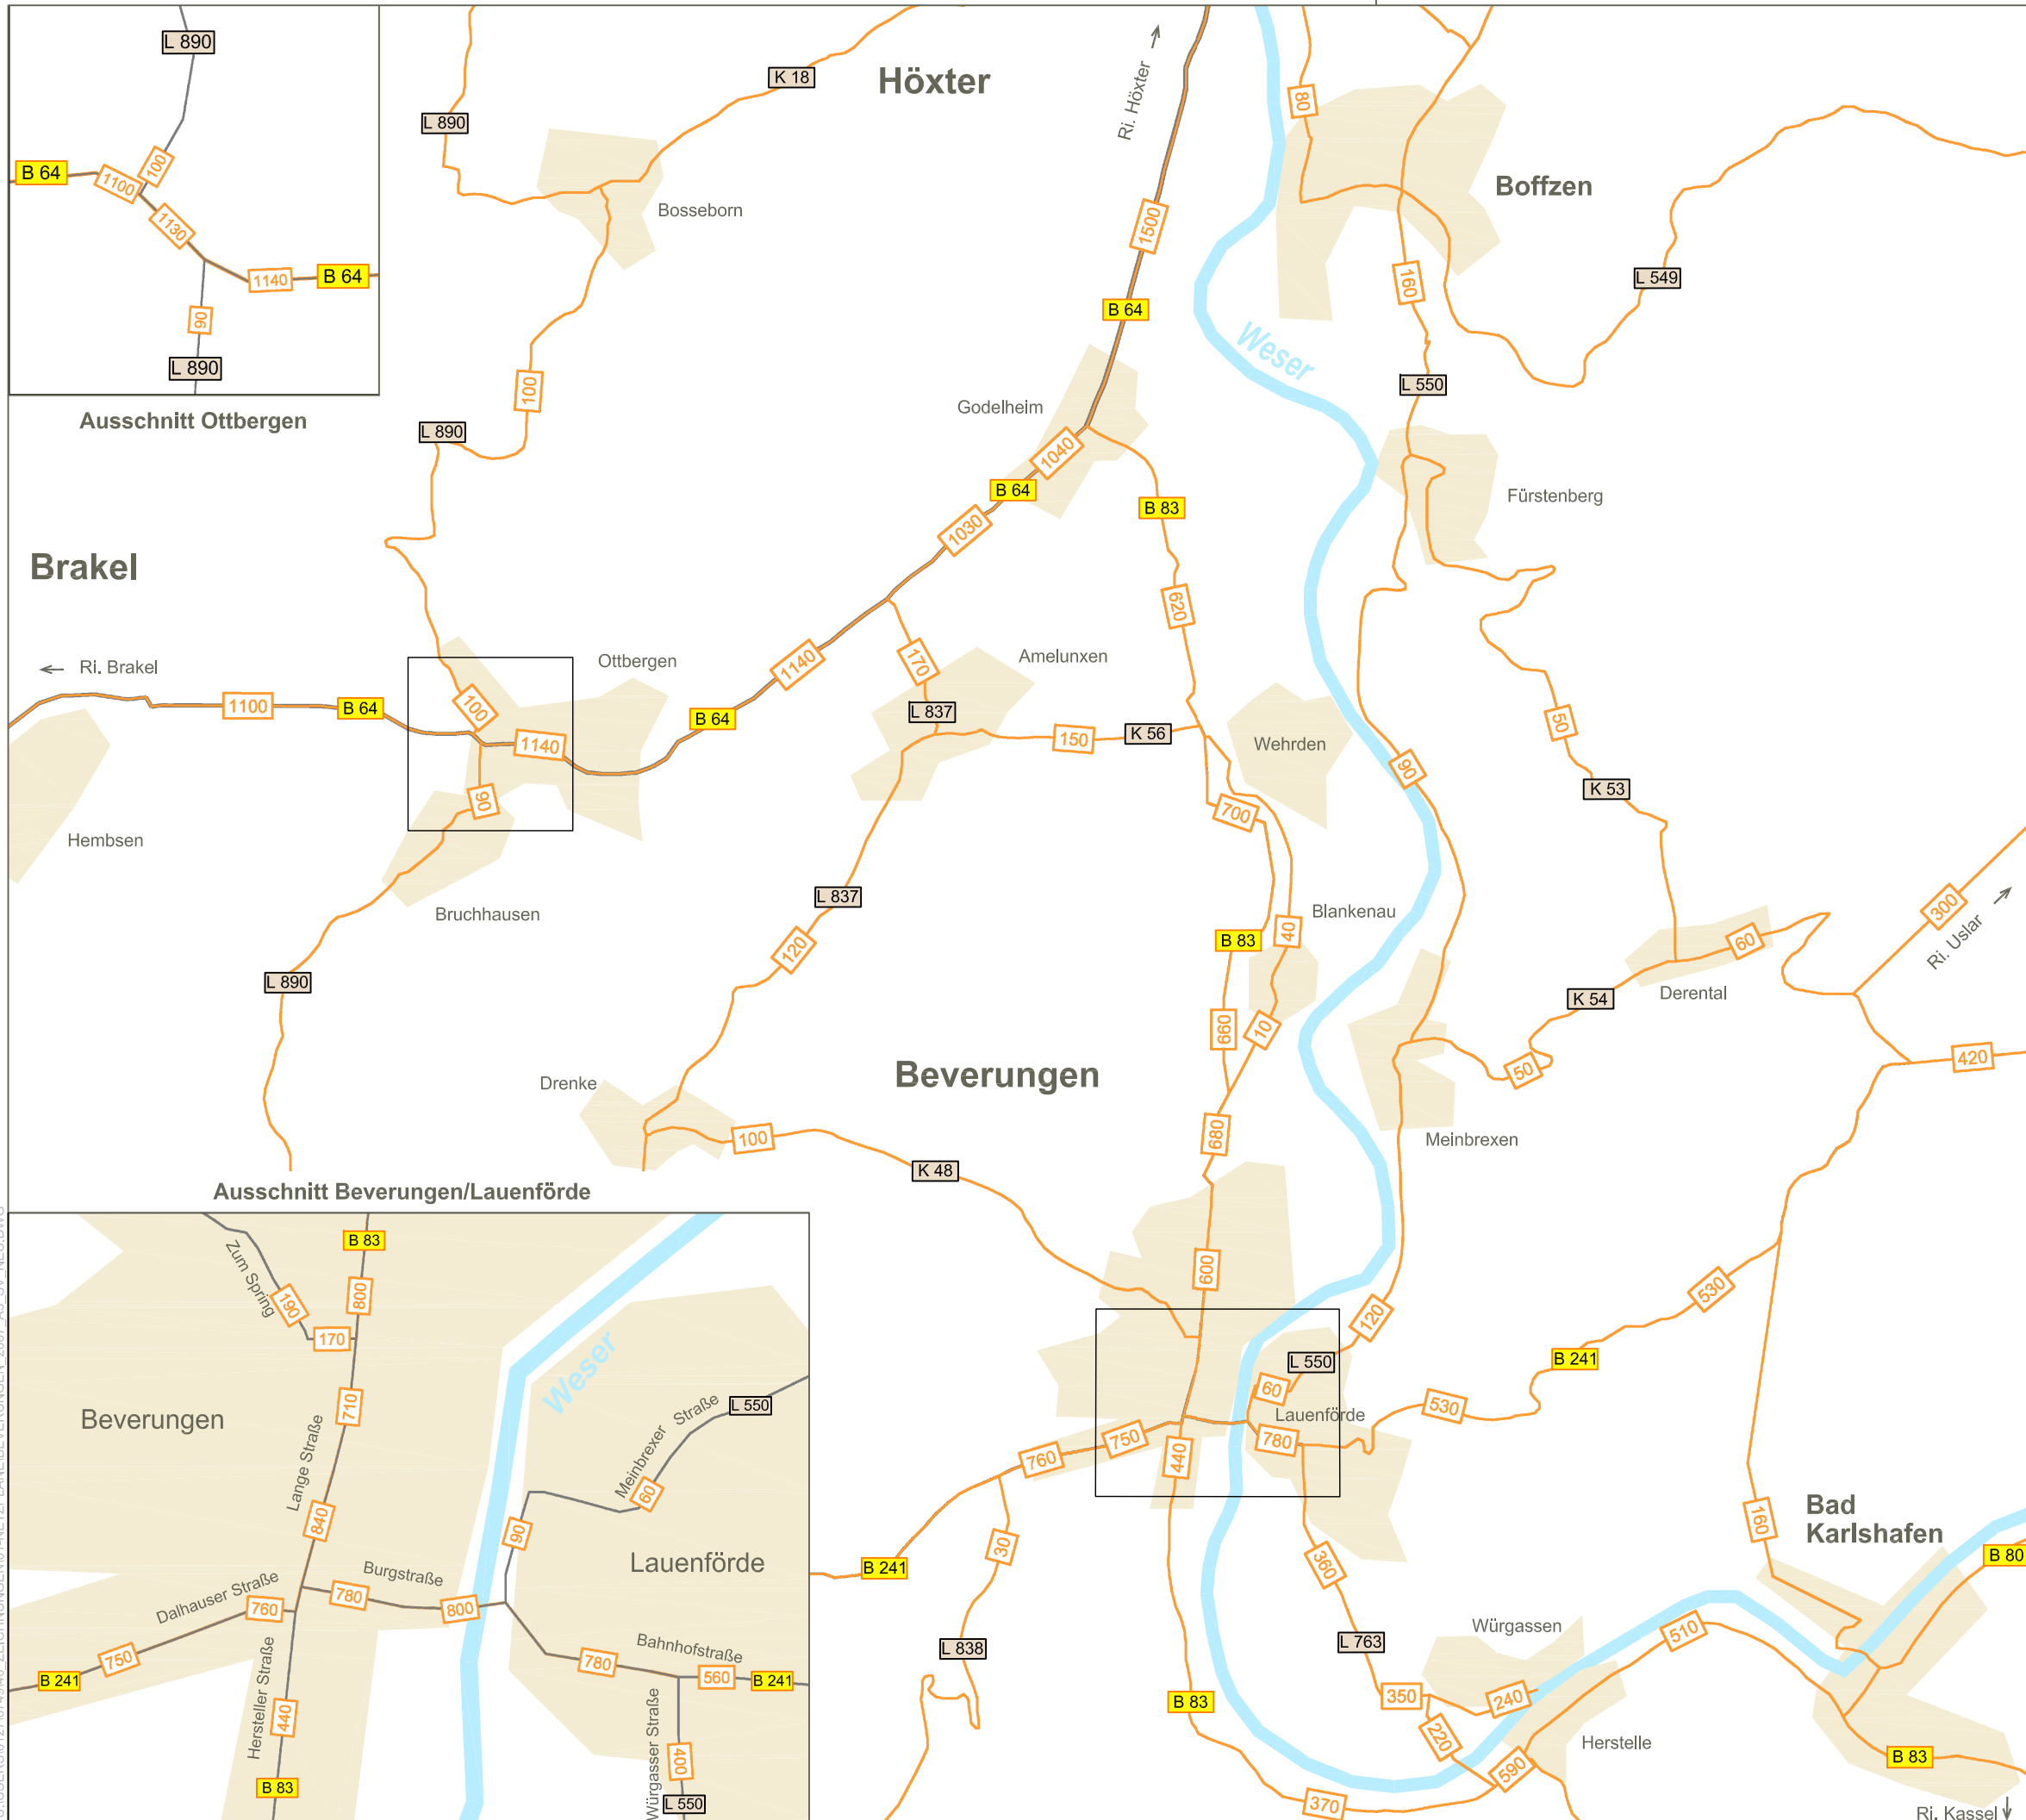 L 890
B 64
1100
100
1130
1140
B 64
90
L 890
Ausschnitt Ottbergen
L 890
K 18
Höxter
Ri. Höxter
Bosseborn
100
L 890
1500
B 64
80
Boffzen
160
L 549
L 550
Weser
Godelheim
1040
B 64
1030
B 83
620
Fürstenberg
Brakel
Ri. Brakel
1100
B 64
100
1140
90
Ottbergen
B 64
1140
170
Amelunxen
L 837
150
K 56
Wehrden
700
90
50
K 53
Hembsen
Bruchhausen
L 890
L 837
120
B 83
40
Blankenau
660
10
680
60
Derental
K 54
50
300
Ri. Uslar
420
Meinbrexen
Drenke
Beverungen
100
K 48
600
120
L 550
60
Lauenförde
780
750
760
440
530
B 241
530
160
Bad
Karlshafen
B 80
B 241
30
L 838
360
L 763
350
240
220
Würgassen
510
590
Herstelle
B 83
370
B 83
Ri. Kassel
Ausschnitt Beverungen/Lauenförde
B 83
Zum Spring
190
800
170
710
Beverungen
Lange Straße
840
Weser
Meinbrexer Straße
L 550
60
90
Lauenförde
Burgstraße
780
800
Dalhauser Straße
760
750
B 241
Hersteller Straße
440
B 83
Bahnhofstraße
780
560
B 241
Würgasser Straße
400
L 550